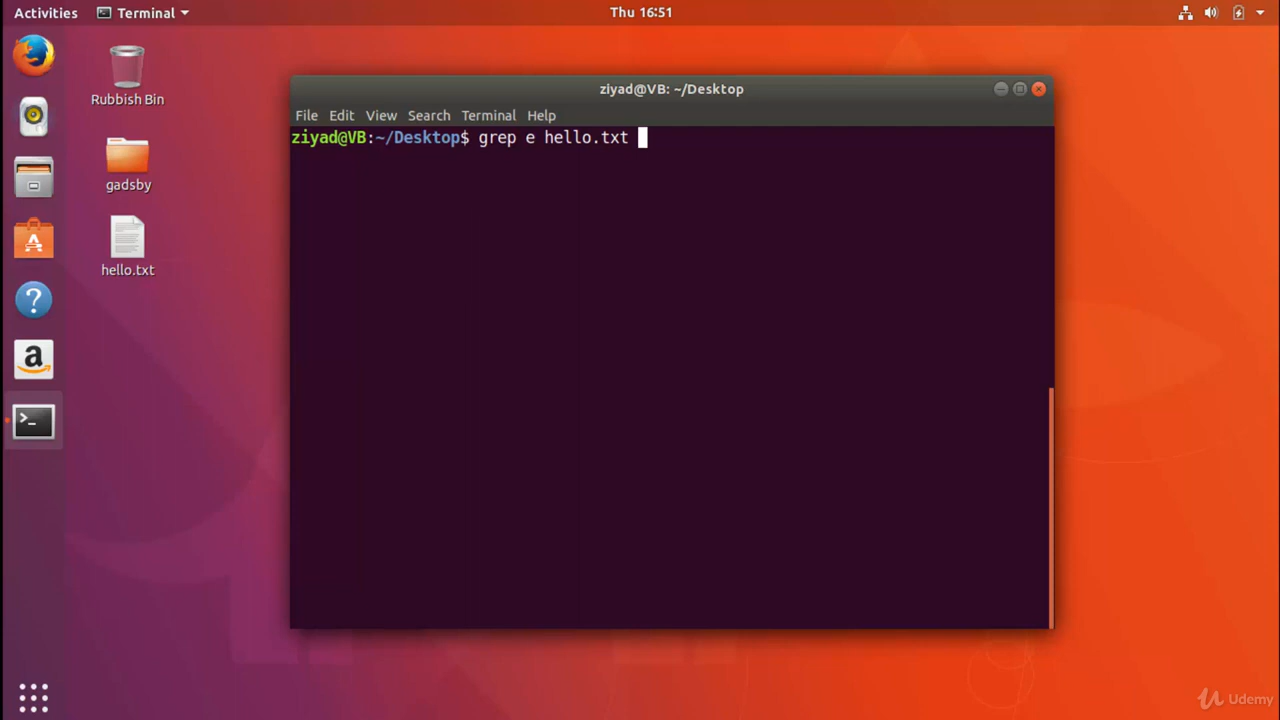 Activities Terminal Thu 16:51
Rubbish Bin
gadsby
hello.txt
ziyad@VB: ~/Desktop
File Edit View Search Terminal Help
ziyad@VB:~/Desktop$ grep e hello.txt
Udemy